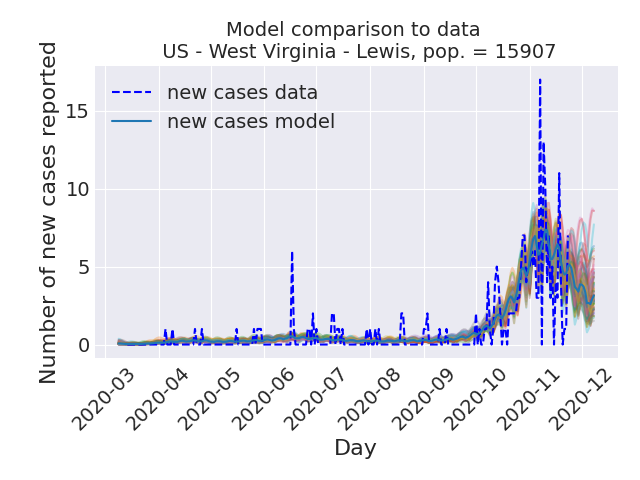 Model comparison to data
US - West Virginia - Lewis, pop. = 15907
new cases data
new cases model
Number of new cases reported
15
10
5
0
2020-03
2020-04
2020-05
2020-06
2020-07
2020-08
2020-09
2020-10
2020-11
2020-12
Day